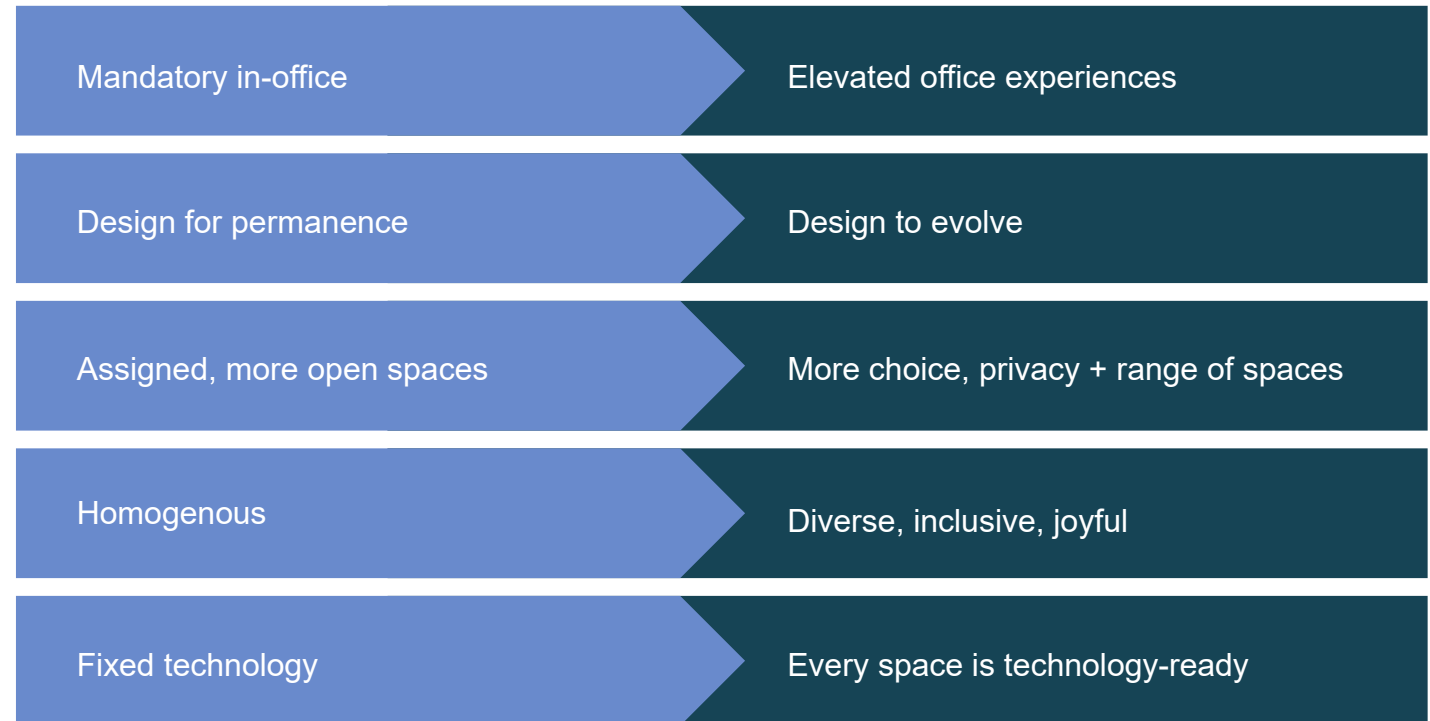 Mandatory in-office
Elevated office experiences
Design for permanence
Design to evolve
Assigned, more open spaces
More choice, privacy + range of spaces
Homogenous
Diverse, inclusive, joyful
Fixed technology
Every space is technology-ready